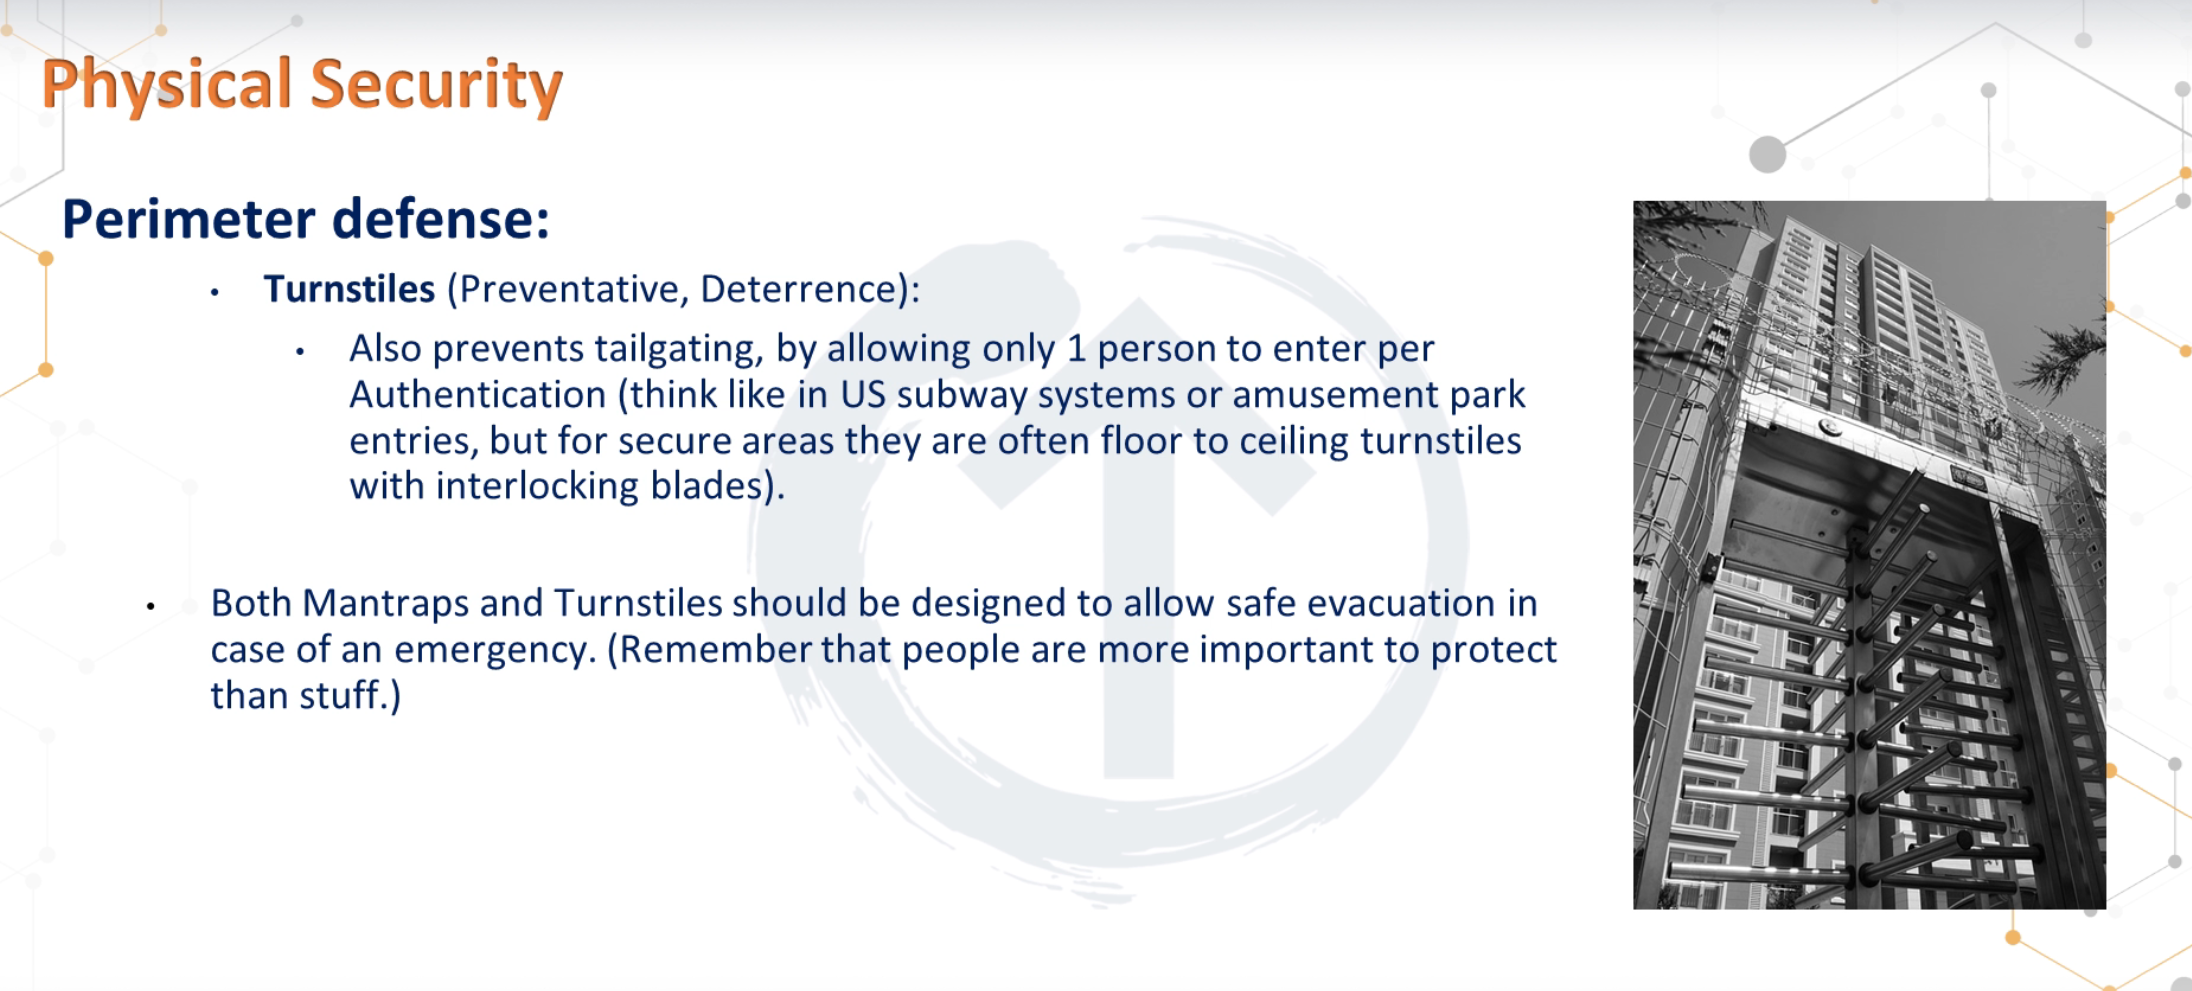 Physical Security
Perimeter defense:
• Turnstiles (Preventative, Deterrence):
• Also prevents tailgating, by allowing only 1 person to enter per
Authentication (think like in US subway systems or amusement park
entries, but for secure areas they are often floor to ceiling turnstiles
with interlocking blades).
• Both Mantraps and Turnstiles should be designed to allow safe evacuation in
case of an emergency. (Remember that people are more important to protect
than stuff.)